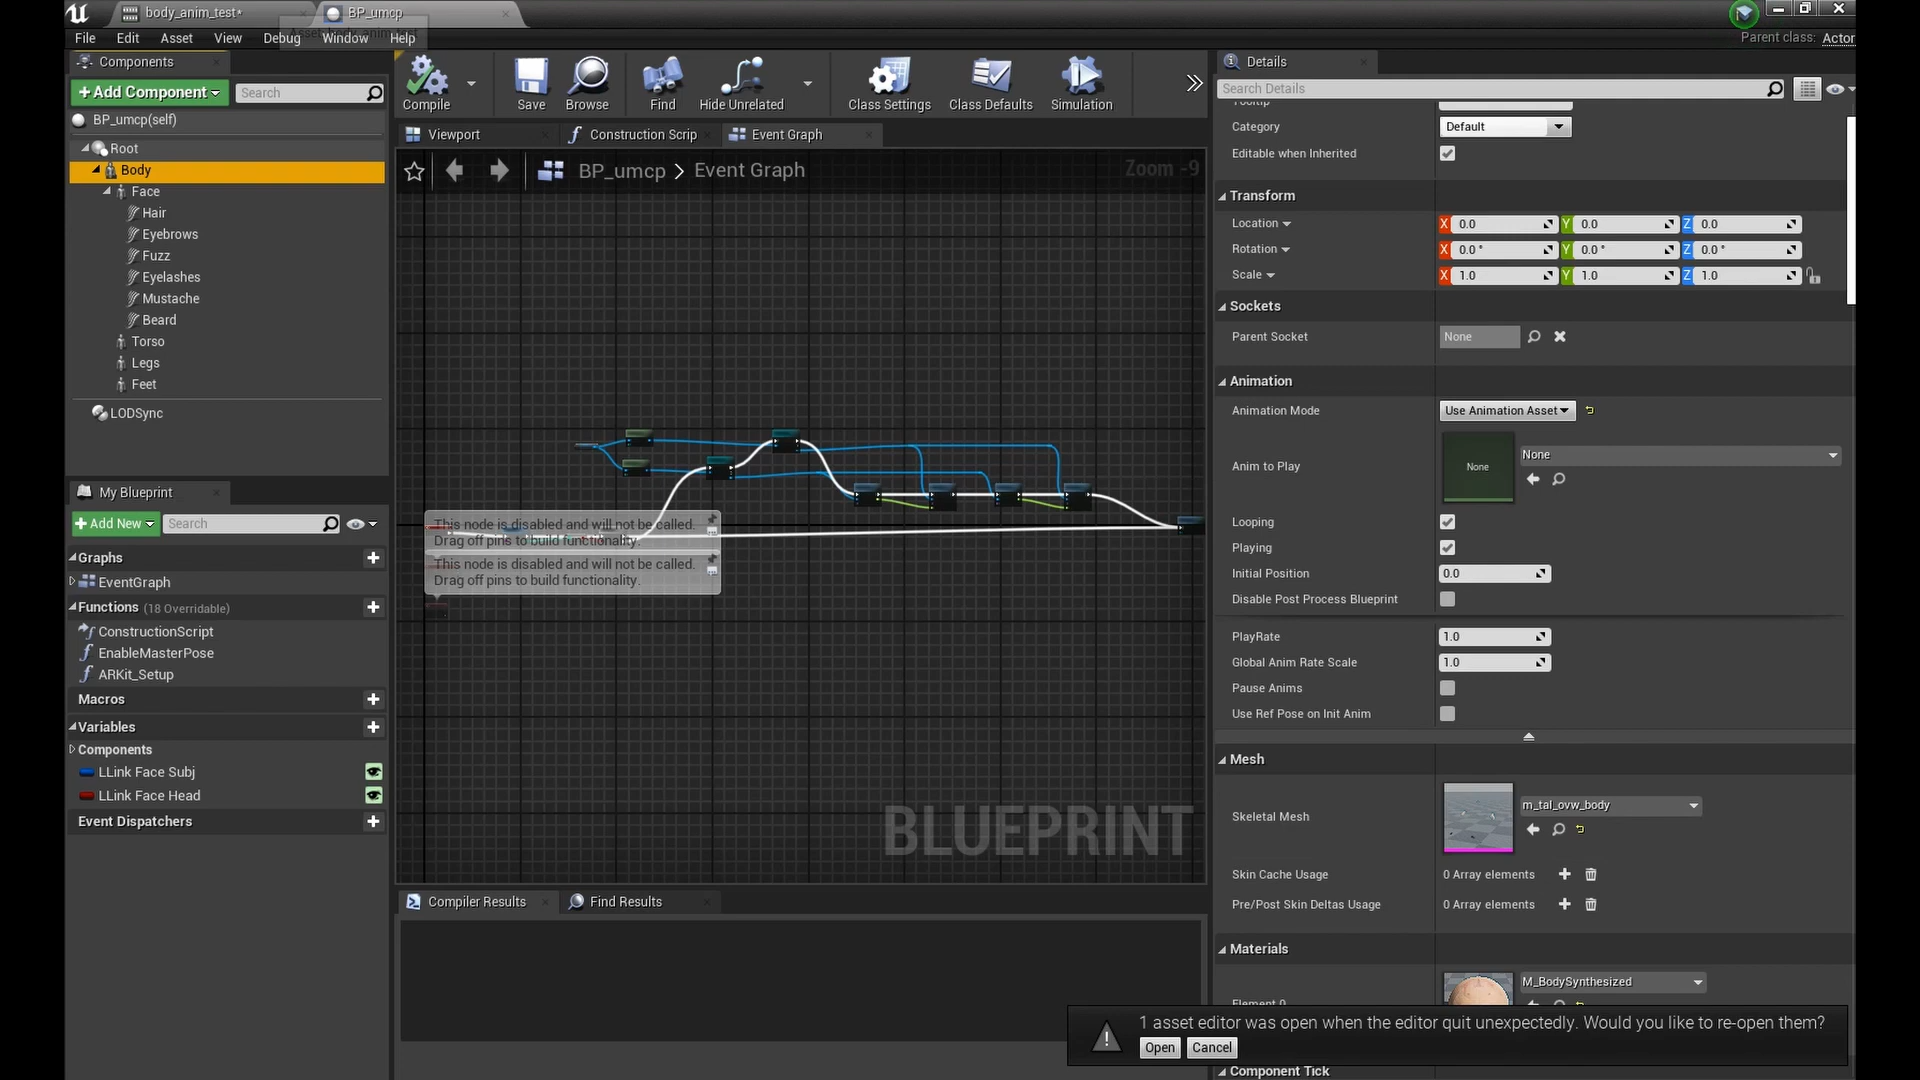 body_anim_test*
BP_umcp
File Edit Asset View Debug Window Help
Parent class: Actor
Components
+Add Component
Search
BP_umcp(self)
Root
Body
Face
Hair
Eyebrows
Fuzz
Eyelashes
Mustache
Beard
Torso
Legs
Feet
LODSync
My Blueprint
+Add New
Search
Graphs
EventGraph
Functions (18 Overridable)
ConstructionScript
EnableMasterPose
ARKit_Setup
Macros
Variables
Components
LLink Face Subj
LLink Face Head
Event Dispatchers
Compile
Save
Browse
Find
Hide Unrelated
Class Settings
Class Defaults
Simulation
Viewport
Construction Scrip
Event Graph
BP_umcp > Event Graph
Zoom -9
This node is disabled and will not be called.
Drag off pins to build functionality.
This node is disabled and will not be called.
Drag off pins to build functionality.
BLUEPRINT
Compiler Results
Find Results
Details
Search Details
Category Default
Editable when Inherited
Transform
Location X 0.0 Y 0.0 Z 0.0
Rotation X 0.0 ° Y 0.0 ° Z 0.0 °
Scale X 1.0 Y 1.0 Z 1.0
Sockets
Parent Socket None
Animation
Animation Mode Use Animation Asset
Anim to Play None None
Looping
Playing
Initial Position 0.0
Disable Post Process Blueprint
PlayRate 1.0
Global Anim Rate Scale 1.0
Pause Anims
Use Ref Pose on Init Anim
Mesh
Skeletal Mesh m_tal_ovw_body
Skin Cache Usage 0 Array elements
Pre/Post Skin Deltas Usage 0 Array elements
Materials
Element 0 M_BodySynthesized
1 asset editor was open when the editor quit unexpectedly. Would you like to re-open them?
Open Cancel
Component Tick